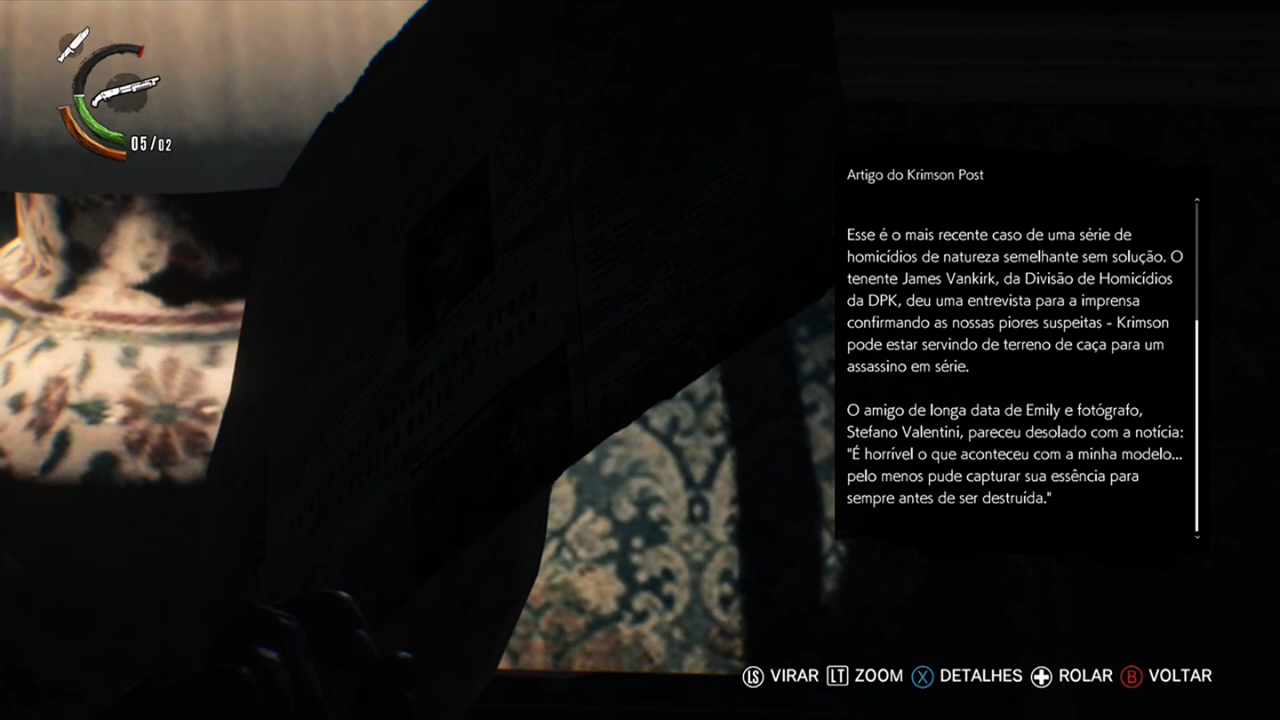 05/02
Artigo do Krimson Post
Esse é o mais recente caso de uma série de
homicídios de natureza semelhante sem solução. O
tenente James Vankirk, da Divisão de Homicídios
da DPK, deu uma entrevista para a imprensa
confirmando as nossas piores suspeitas - Krimson
pode estar servindo de terreno de caça para um
assassino em série.
O amigo de longa data de Emily e fotógrafo,
Stefano Valentini, pareceu desolado com a notícia:
"É horrível o que aconteceu com a minha modelo...
pelo menos pude capturar sua essência para
sempre antes de ser destruída."
LS VIRAR LT ZOOM X DETALHES ROLAR B VOLTAR